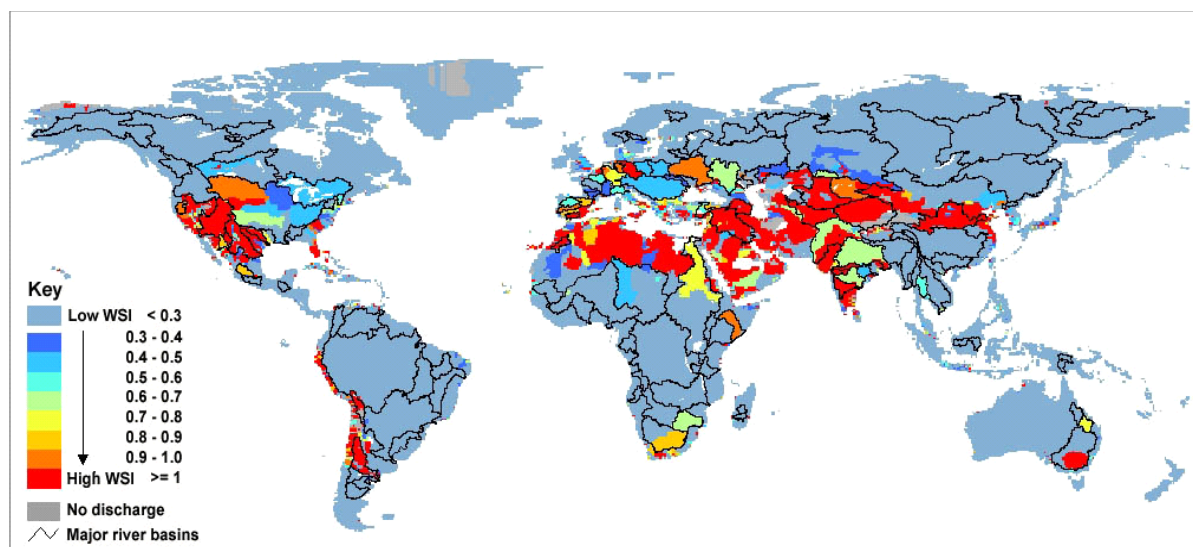 Key
Low WSI < 0.3
0.3 - 0.4
0.4 - 0.5
0.5 - 0.6
0.6 - 0.7
0.7 - 0.8
0.8 - 0.9
0.9 - 1.0
High WSI >= 1
No discharge
Major river basins